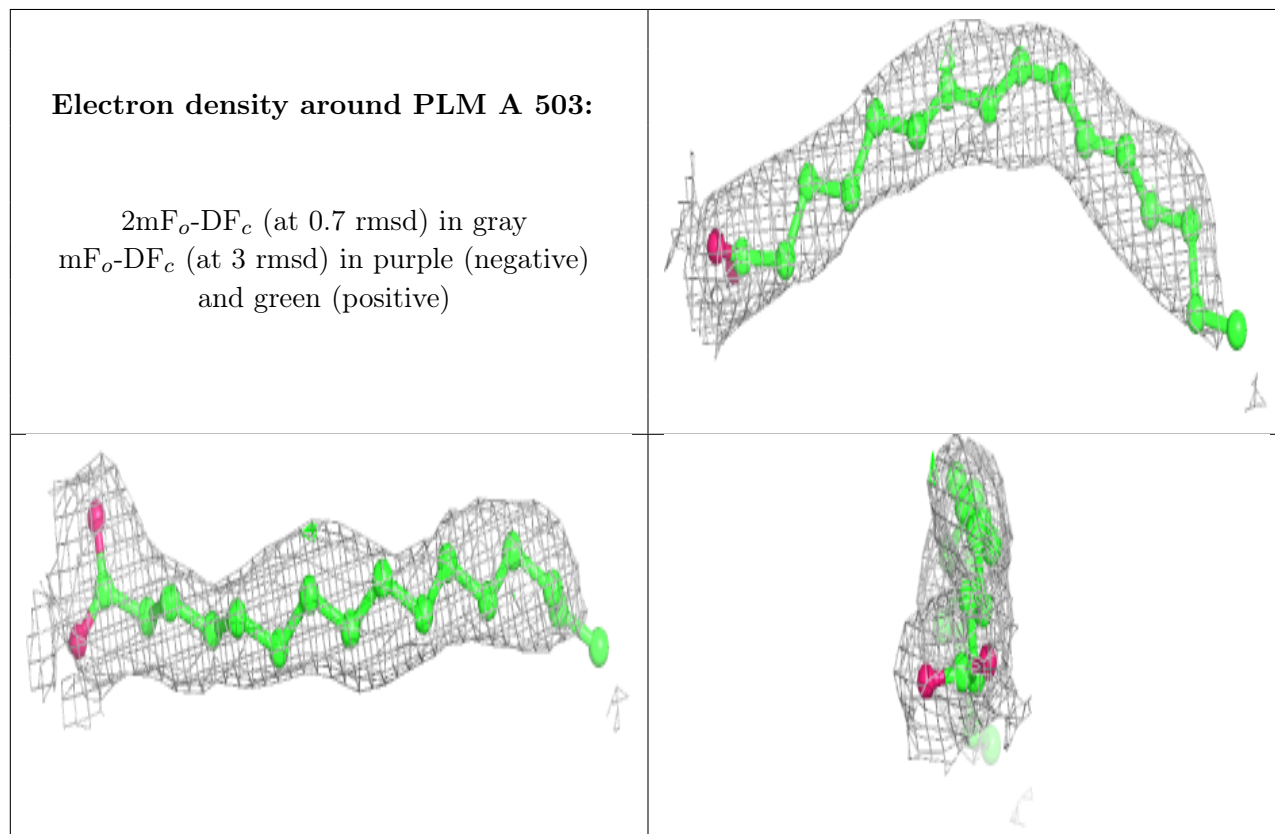 Electron density around PLM A 503:
2mFo-DFc (at 0.7 rmsd) in gray
mFo-DFc (at 3 rmsd) in purple (negative)
and green (positive)